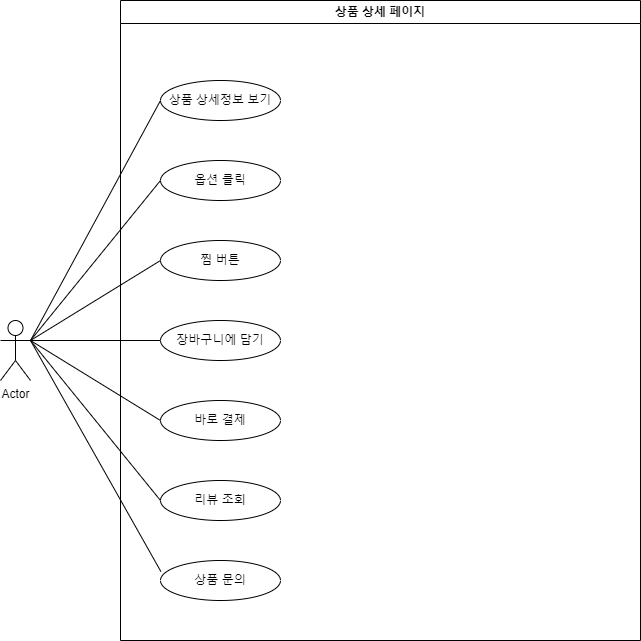 상품 상세 페이지
상품 상세정보 보기
옵션 클릭
찜 버튼
장바구니에 담기
Actor
바로 결제
리뷰 조회
상품 문의